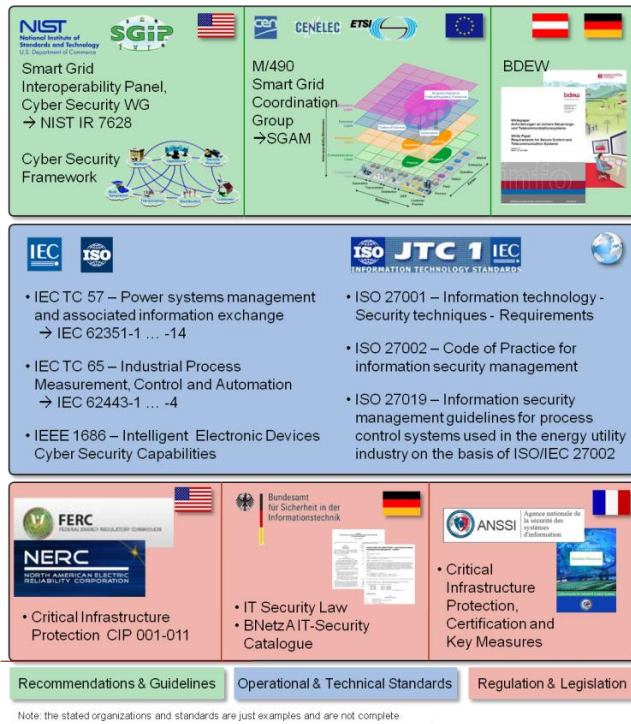 NIST
National Institute of
Standards and Technology
U.S. Department of Commerce
SGIP
Smart Grid
Interoperability Panel,
Cyber Security WG
→ NIST IR 7628
Cyber Security
Framework
cen
CENELEC
ETSI
M/490
Smart Grid
Coordination
Group
→SGAM
BDEW
bdew
IEC
ISO
• IEC TC 57 – Power systems management
and associated information exchange
→ IEC 62351-1 … -14
• IEC TC 65 – Industrial Process
Measurement, Control and Automation
→ IEC 62443-1 … -4
• IEEE 1686 – Intelligent Electronic Devices
Cyber Security Capabilities
ISO JTC 1 IEC
INFORMATION TECHNOLOGY STANDARDS
• ISO 27001 – Information technology -
Security techniques - Requirements
• ISO 27002 – Code of Practice for
information security management
• ISO 27019 – Information security
management guidelines for process
control systems used in the energy utility
industry on the basis of ISO/IEC 27002
FERC
FEDERAL ENERGY REGULATORY COMMISSION
NERC
NORTH AMERICAN ELECTRIC
RELIABILITY CORPORATION
• Critical Infrastructure
Protection CIP 001-011
Bundesamt
für Sicherheit in der
Informationstechnik
• IT Security Law
• BNetzA IT-Security
Catalogue
ANSSI
Agence nationale de
la sécurité des
systèmes
d'information
• Critical
Infrastructure
Protection,
Certification and
Key Measures
Recommendations & Guidelines
Operational & Technical Standards
Regulation & Legislation
Note: the stated organizations and standards are just examples and are not complete